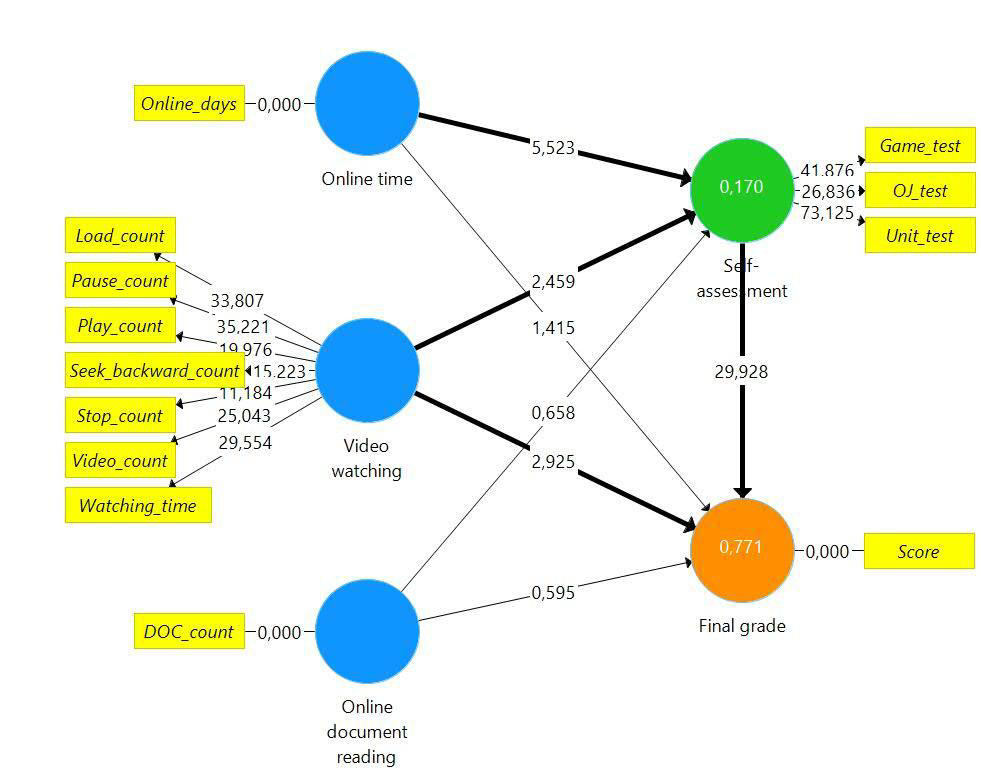 Online_days
0,000
Online time
5,523
0,170
Self-
assessment
41.876
26,836
73,125
Game_test
OJ_test
Unit_test
Load_count
Pause_count
Play_count
Seek_backward_count
Stop_count
Video_count
Watching_time
33,807
35,221
19,976
15.223
11,184
25,043
29,554
Video
watching
2,459
1,415
0,658
2,925
29,928
0,771
Final grade
0,000
Score
0,595
DOC_count
0,000
Online
document
reading